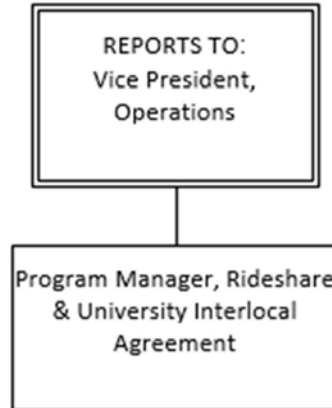 REPORTS TO:
Vice President,
Operations
Program Manager, Rideshare
& University Interlocal
Agreement